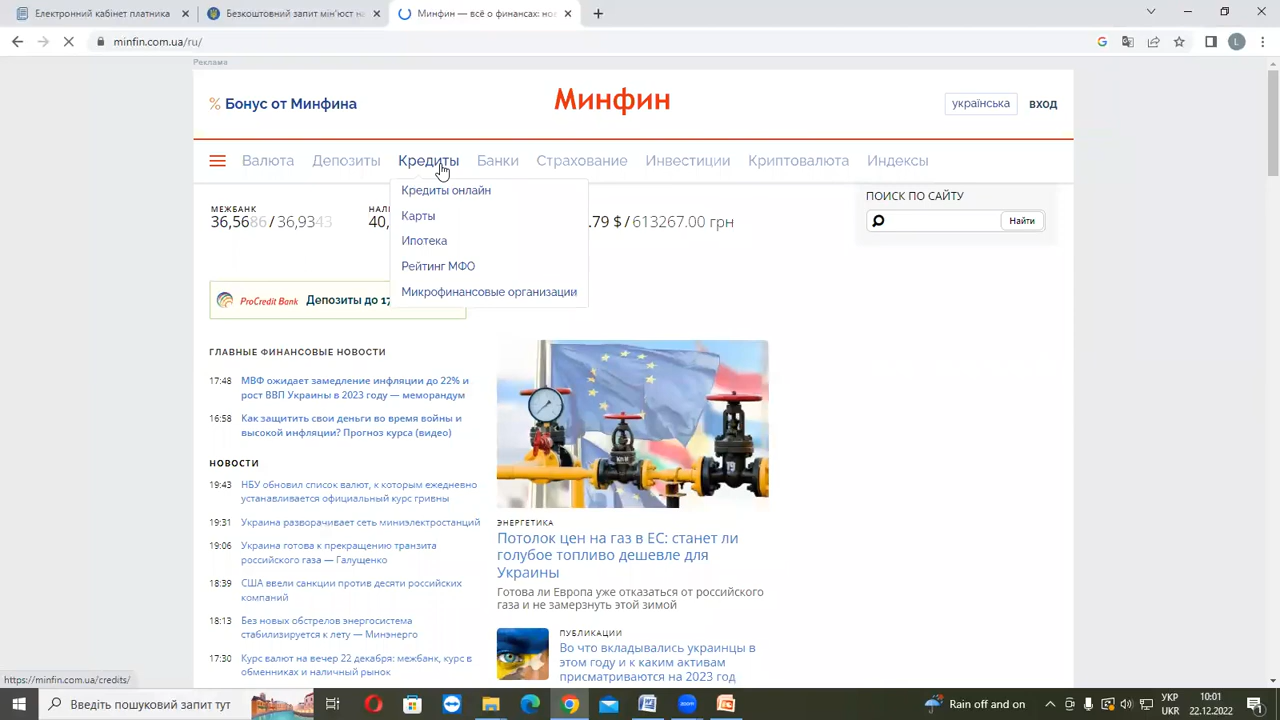 Електронний кабінет платник
Безкоштовний запит мін'юст на
Минфин — всё о финансах: нов
minfin.com.ua/ru/
L
Реклама
% Бонус от Минфина
Минфин
українська
ВХОД
Валюта
Депозиты
Кредиты
Банки
Страхование
Инвестиции
Криптовалюта
Индексы
Кредиты онлайн
Карты
Ипотека
Рейтинг МФО
Микрофинансовые организации
МЕЖБАНК
36,5686 / 36,9343
НАЛ
40,
.79 $ / 613267.00 грн
ПОИСК ПО САЙТУ
Найти
ProCredit Bank Депозиты до 17
ГЛАВНЫЕ ФИНАНСОВЫЕ НОВОСТИ
17:48 МВФ ожидает замедление инфляции до 22% и
рост ВВП Украины в 2023 году — меморандум
16:58 Как защитить свои деньги во время войны и
высокой инфляции? Прогноз курса (видео)
НОВОСТИ
19:43 НБУ обновил список валют, к которым ежедневно
устанавливается официальный курс гривны
19:31 Украина разворачивает сеть миниэлектростанций
19:06 Украина готова к прекращению транзита
российского газа — Галущенко
18:39 США ввели санкции против десяти российских
компаний
18:13 Без новых обстрелов энергосистема
стабилизируется к лету — Минэнерго
17:30 Курс валют на вечер 22 декабря: межбанк, курс в
обменниках и наличный рынок
ЭНЕРГЕТИКА
Потолок цен на газ в ЕС: станет ли
голубое топливо дешевле для
Украины
Готова ли Европа уже отказаться от российского
газа и не замерзнуть этой зимой
ПУБЛИКАЦИИ
Во что вкладывались украинцы в
этом году и к каким активам
присматриваются на 2023 год
https://minfin.com.ua/credits/
Введіть пошуковий запит тут
zoom
Rain off and on
УКР
UKR
10:01
22.12.2022